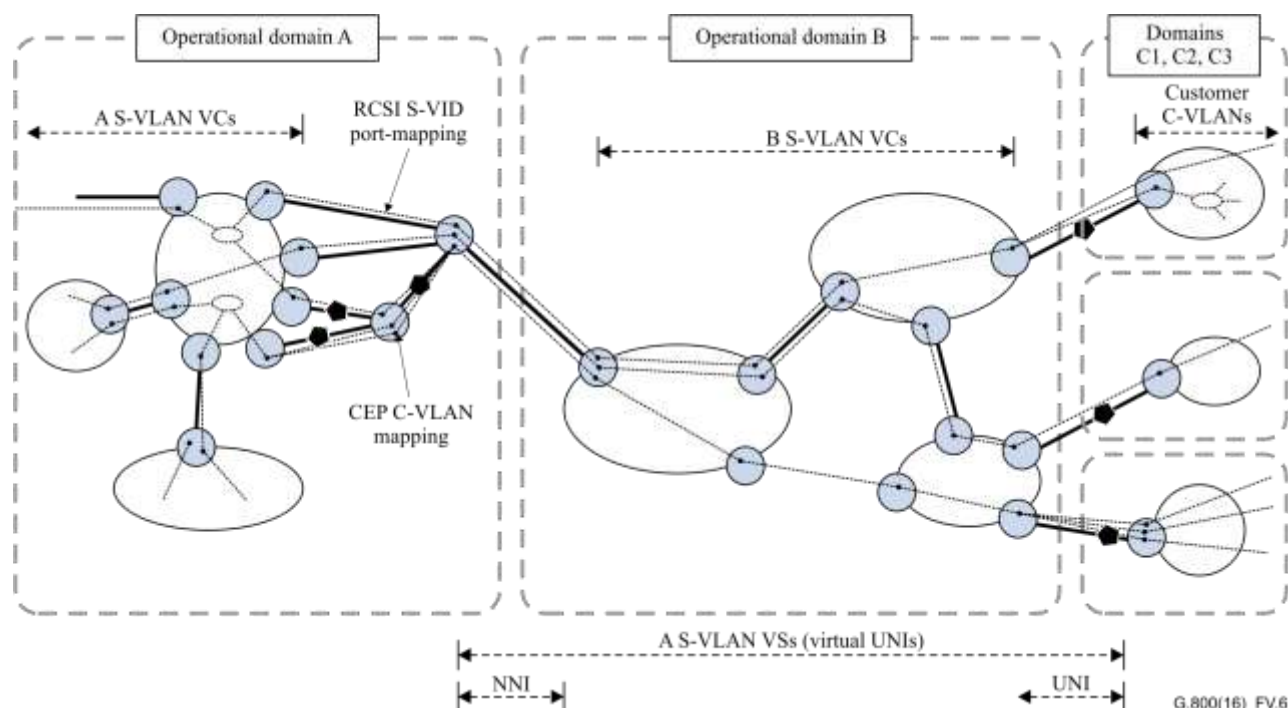 Operational domain A
Operational domain B
Domains
C1, C2, C3
A S-VLAN VCs
RCSI S-VID
port-mapping
B S-VLAN VCs
Customer
C-VLANs
CEP C-VLAN
mapping
A S-VLAN VSs (virtual UNIs)
NNI
UNI
G.800(16)_FV.6